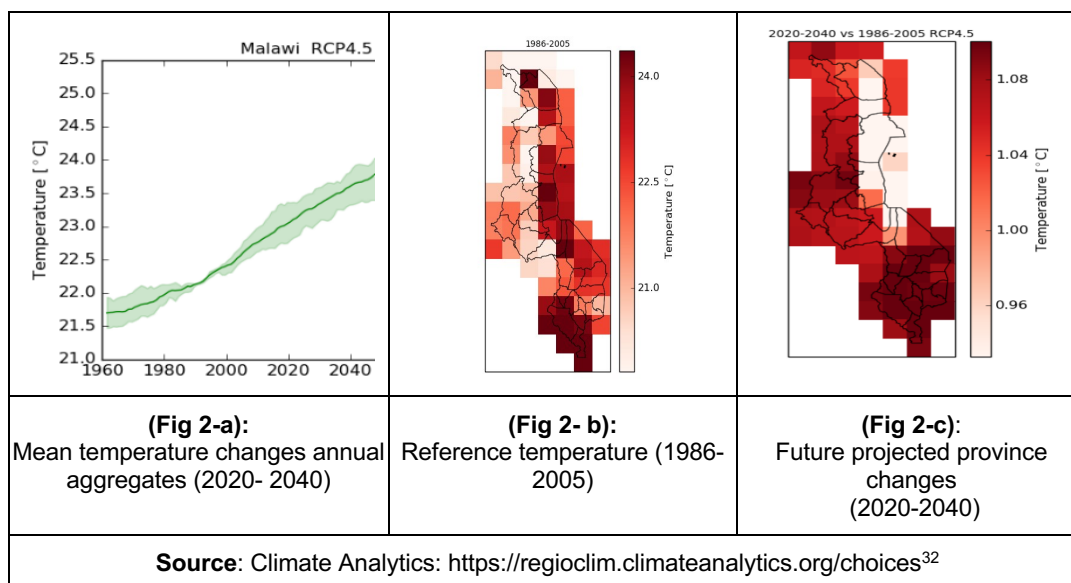 Malawi RCP4.5
25.5
25.0
24.5
24.0
23.5
23.0
22.5
22.0
21.5
21.0
Temperature [°C]
1960 1980 2000 2020 2040
1986-2005
24.0
22.5
21.0
Temperature [°C]
2020-2040 vs 1986-2005 RCP4.5
1.08
1.04
1.00
0.96
Temperature [°C]
(Fig 2-a):
Mean temperature changes annual
aggregates (2020- 2040)
(Fig 2- b):
Reference temperature (1986-
2005)
(Fig 2-c):
Future projected province
changes
(2020-2040)
Source: Climate Analytics: https://regioclim.climateanalytics.org/choices32